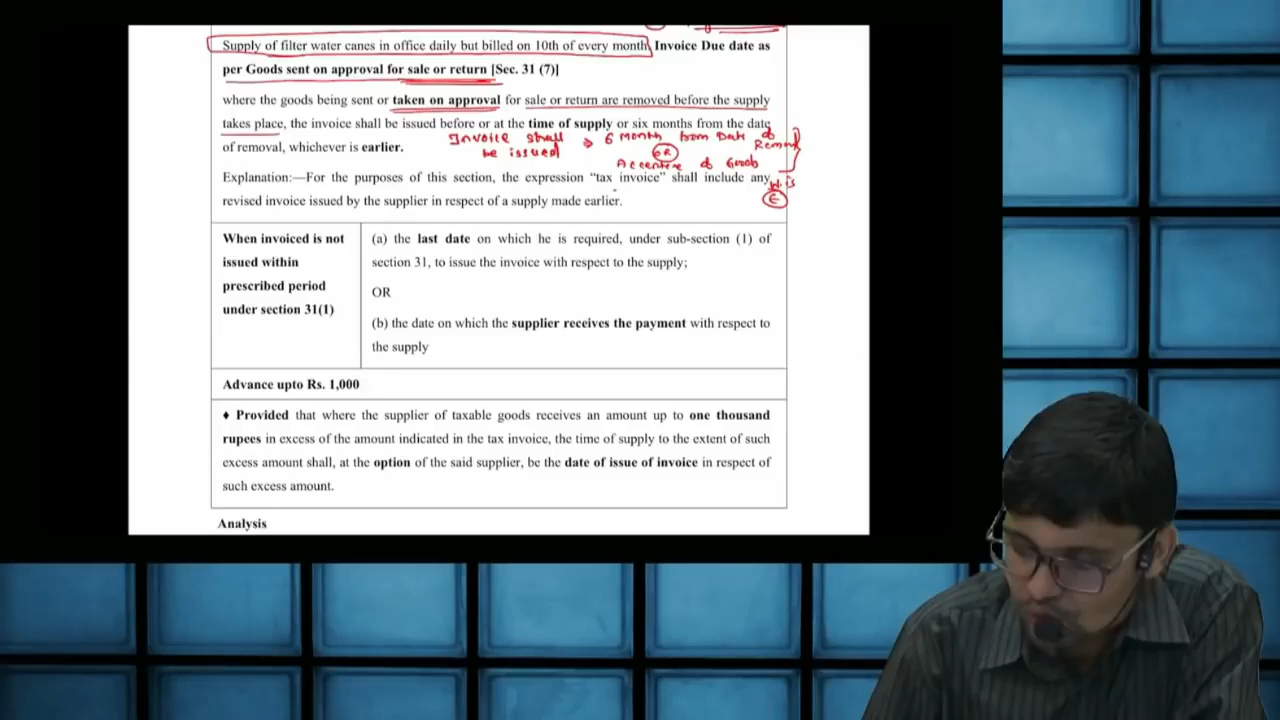 Supply of filter water canes in office daily but billed on 10th of every month. Invoice Due date as
per Goods sent on approval for sale or return [Sec. 31 (7)]
where the goods being sent or taken on approval for sale or return are removed before the supply
takes place, the invoice shall be issued before or at the time of supply or six months from the date
of removal, whichever is earlier.
Invoice shall be issued
6 Month from Date of
OR
of Goods
W.is
E
Explanation:—For the purposes of this section, the expression “tax invoice” shall include any
revised invoice issued by the supplier in respect of a supply made earlier.
When invoiced is not
issued within
prescribed period
under section 31(1)
(a) the last date on which he is required, under sub-section (1) of
section 31, to issue the invoice with respect to the supply;
OR
(b) the date on which the supplier receives the payment with respect to
the supply
Advance upto Rs. 1,000
♦ Provided that where the supplier of taxable goods receives an amount up to one thousand
rupees in excess of the amount indicated in the tax invoice, the time of supply to the extent of such
excess amount shall, at the option of the said supplier, be the date of issue of invoice in respect of
such excess amount.
Analysis